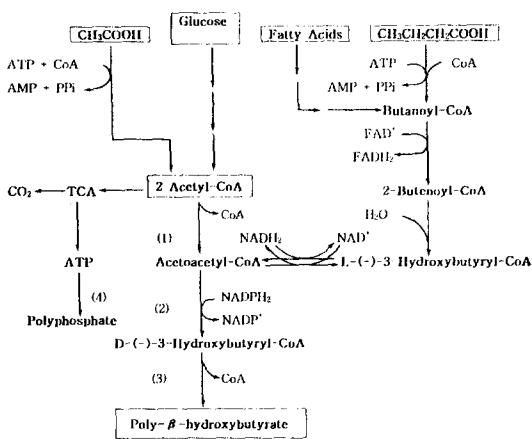 CH₃COOH
Glucose
Fatty Acids
CH₃CH₂CH₂COOH
ATP + CoA
AMP + PPi
ATP
CoA
AMP + PPi
Butanoyl-CoA
FAD⁺
FADH₂
CO₂
TCA
2 Acetyl-CoA
2-Butenoyl-CoA
CoA
H₂O
(1)
NADH₂
NAD⁺
ATP
Acetoacetyl-CoA
L-(-)-3 Hydroxybutyryl-CoA
(4)
(2)
NADPH₂
NADP⁺
Polyphosphate
D-(-)-3-Hydroxybutyryl-CoA
(3)
CoA
Poly-β-hydroxybutyrate